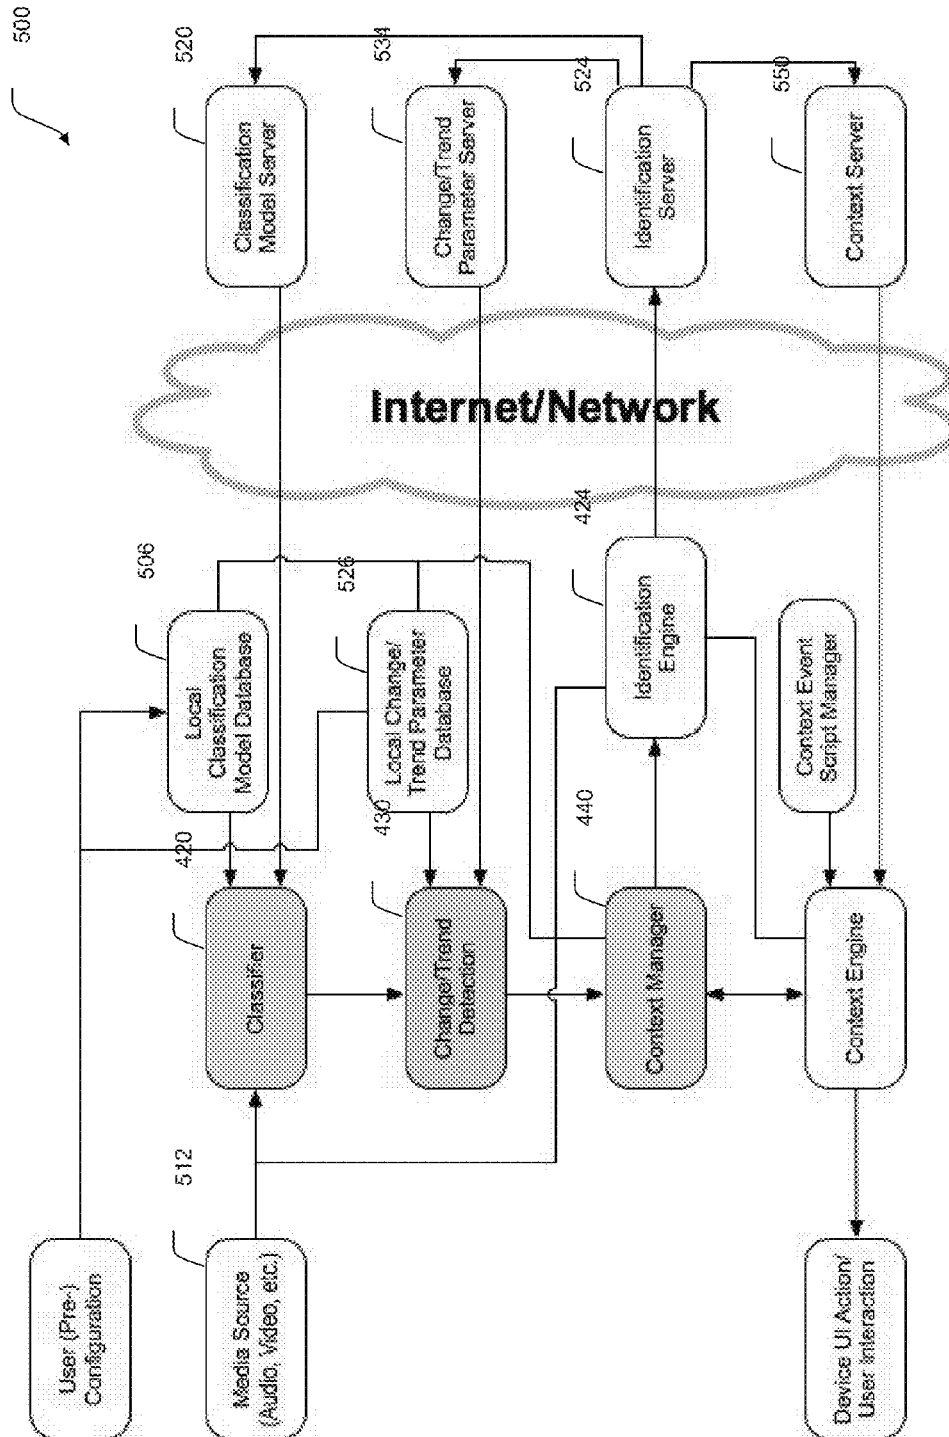 500
User (Pre-)
Configuration
512
Media Source
(Audio, Video, etc.)
Device UI Action/
User Interaction
420
Classifier
430
Change/Trend
Detection
440
Context Manager
Context Engine
506
Local
Classification
Model Database
526
Local Change/
Trend Parameter
Database
424
Identification
Engine
Context Event
Script Manager
Internet/Network
520
Classification
Model Server
534
Change/Trend
Parameter Server
524
Identification
Server
550
Context Server